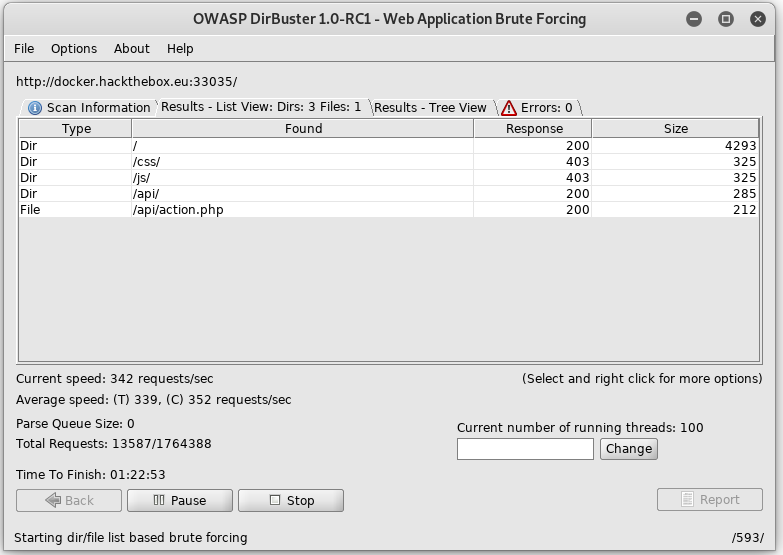 OWASP DirBuster 1.0-RC1 - Web Application Brute Forcing
File Options About Help
http://docker.hackthebox.eu:33035/
Scan Information Results - List View: Dirs: 3 Files: 1 Results - Tree View Errors: 0
Type Found Response Size
Dir / 200 4293
Dir /css/ 403 325
Dir /js/ 403 325
Dir /api/ 200 285
File /api/action.php 200 212
Current speed: 342 requests/sec (Select and right click for more options)
Average speed: (T) 339, (C) 352 requests/sec
Parse Queue Size: 0
Current number of running threads: 100
Total Requests: 13587/1764388
Change
Time To Finish: 01:22:53
Back Pause Stop Report
Starting dir/file list based brute forcing /593/